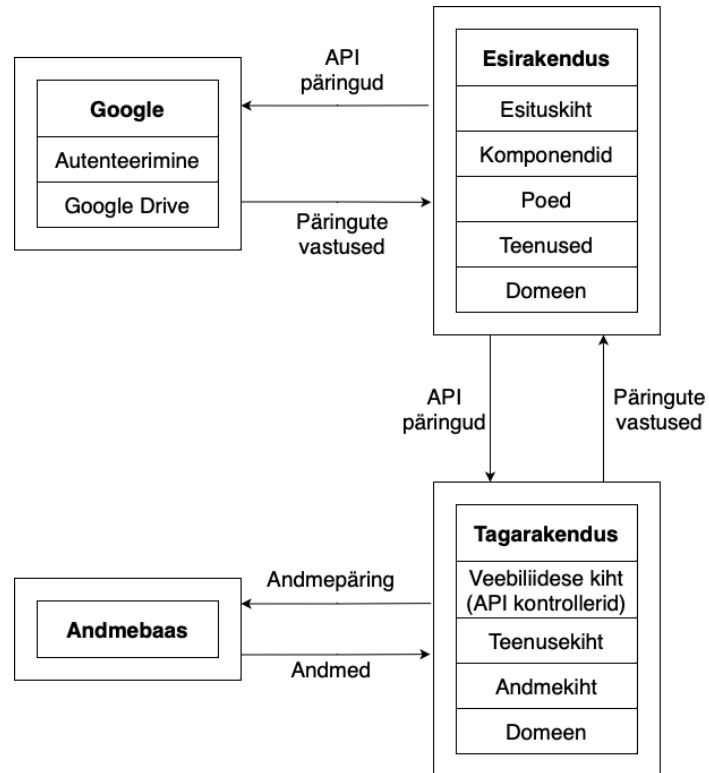 Google
Autenteerimine
Google Drive
API
päringud
Päringute
vastused
Esirakendus
Esituskiht
Komponendid
Poed
Teenused
Domeen
API
päringud
Päringute
vastused
Andmebaas
Andmepäring
Andmed
Tagarakendus
Veebiliidese kiht
(API kontrollerid)
Teenusekiht
Andmekiht
Domeen